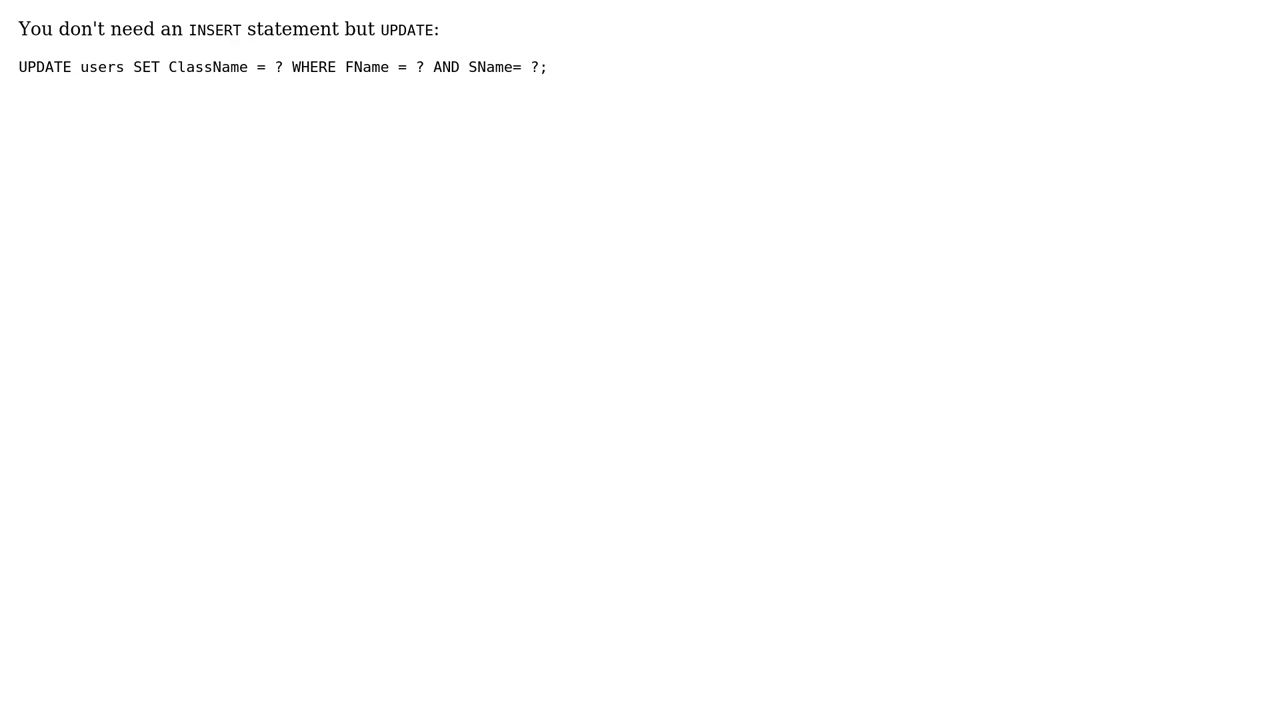 You don't need an INSERT statement but UPDATE:
UPDATE users SET ClassName = ? WHERE FName = ? AND SName= ?;